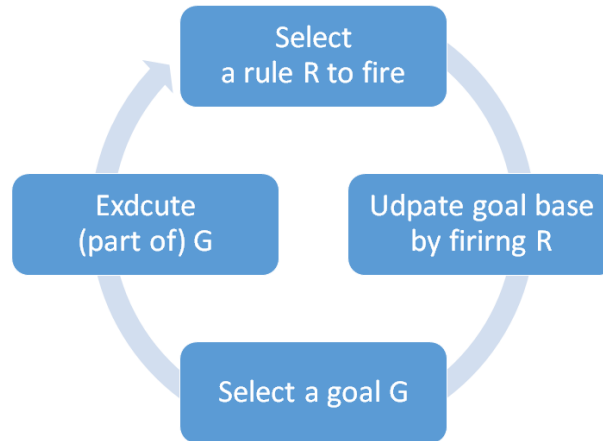 Select
a rule R to fire
Udpate goal base
by firirng R
Select a goal G
Exdcute
(part of) G